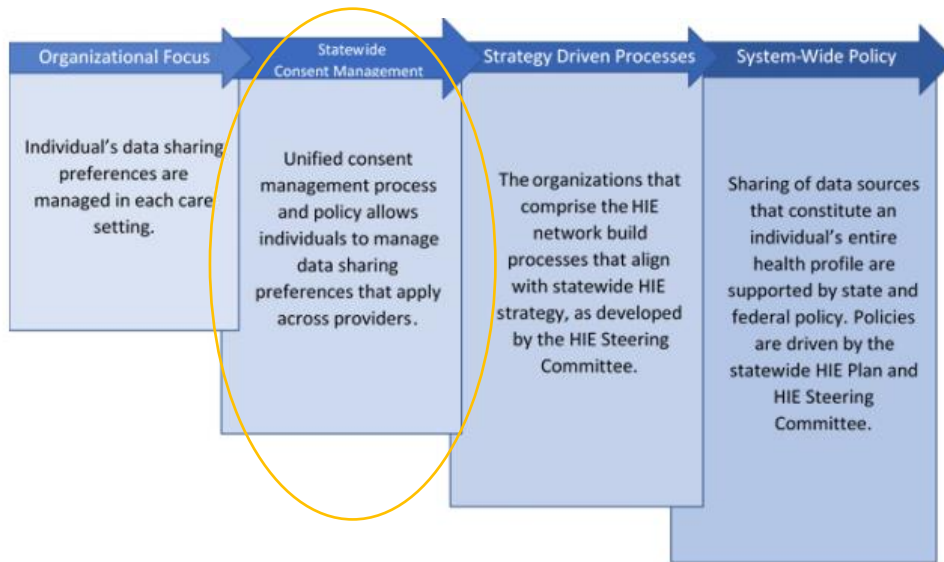 Organizational Focus
Individual's data sharing
preferences are
managed in each care
setting.
Statewide
Consent Management
Unified consent
management process
and policy allows
individuals to manage
data sharing
preferences that apply
across providers.
Strategy Driven Processes
The organizations that
comprise the HIE
network build
processes that align
with statewide HIE
strategy, as developed
by the HIE Steering
Committee.
System-Wide Policy
Sharing of data sources
that constitute an
individual's entire
health profile are
supported by state and
federal policy. Policies
are driven by the
statewide HIE Plan and
HIE Steering
Committee.